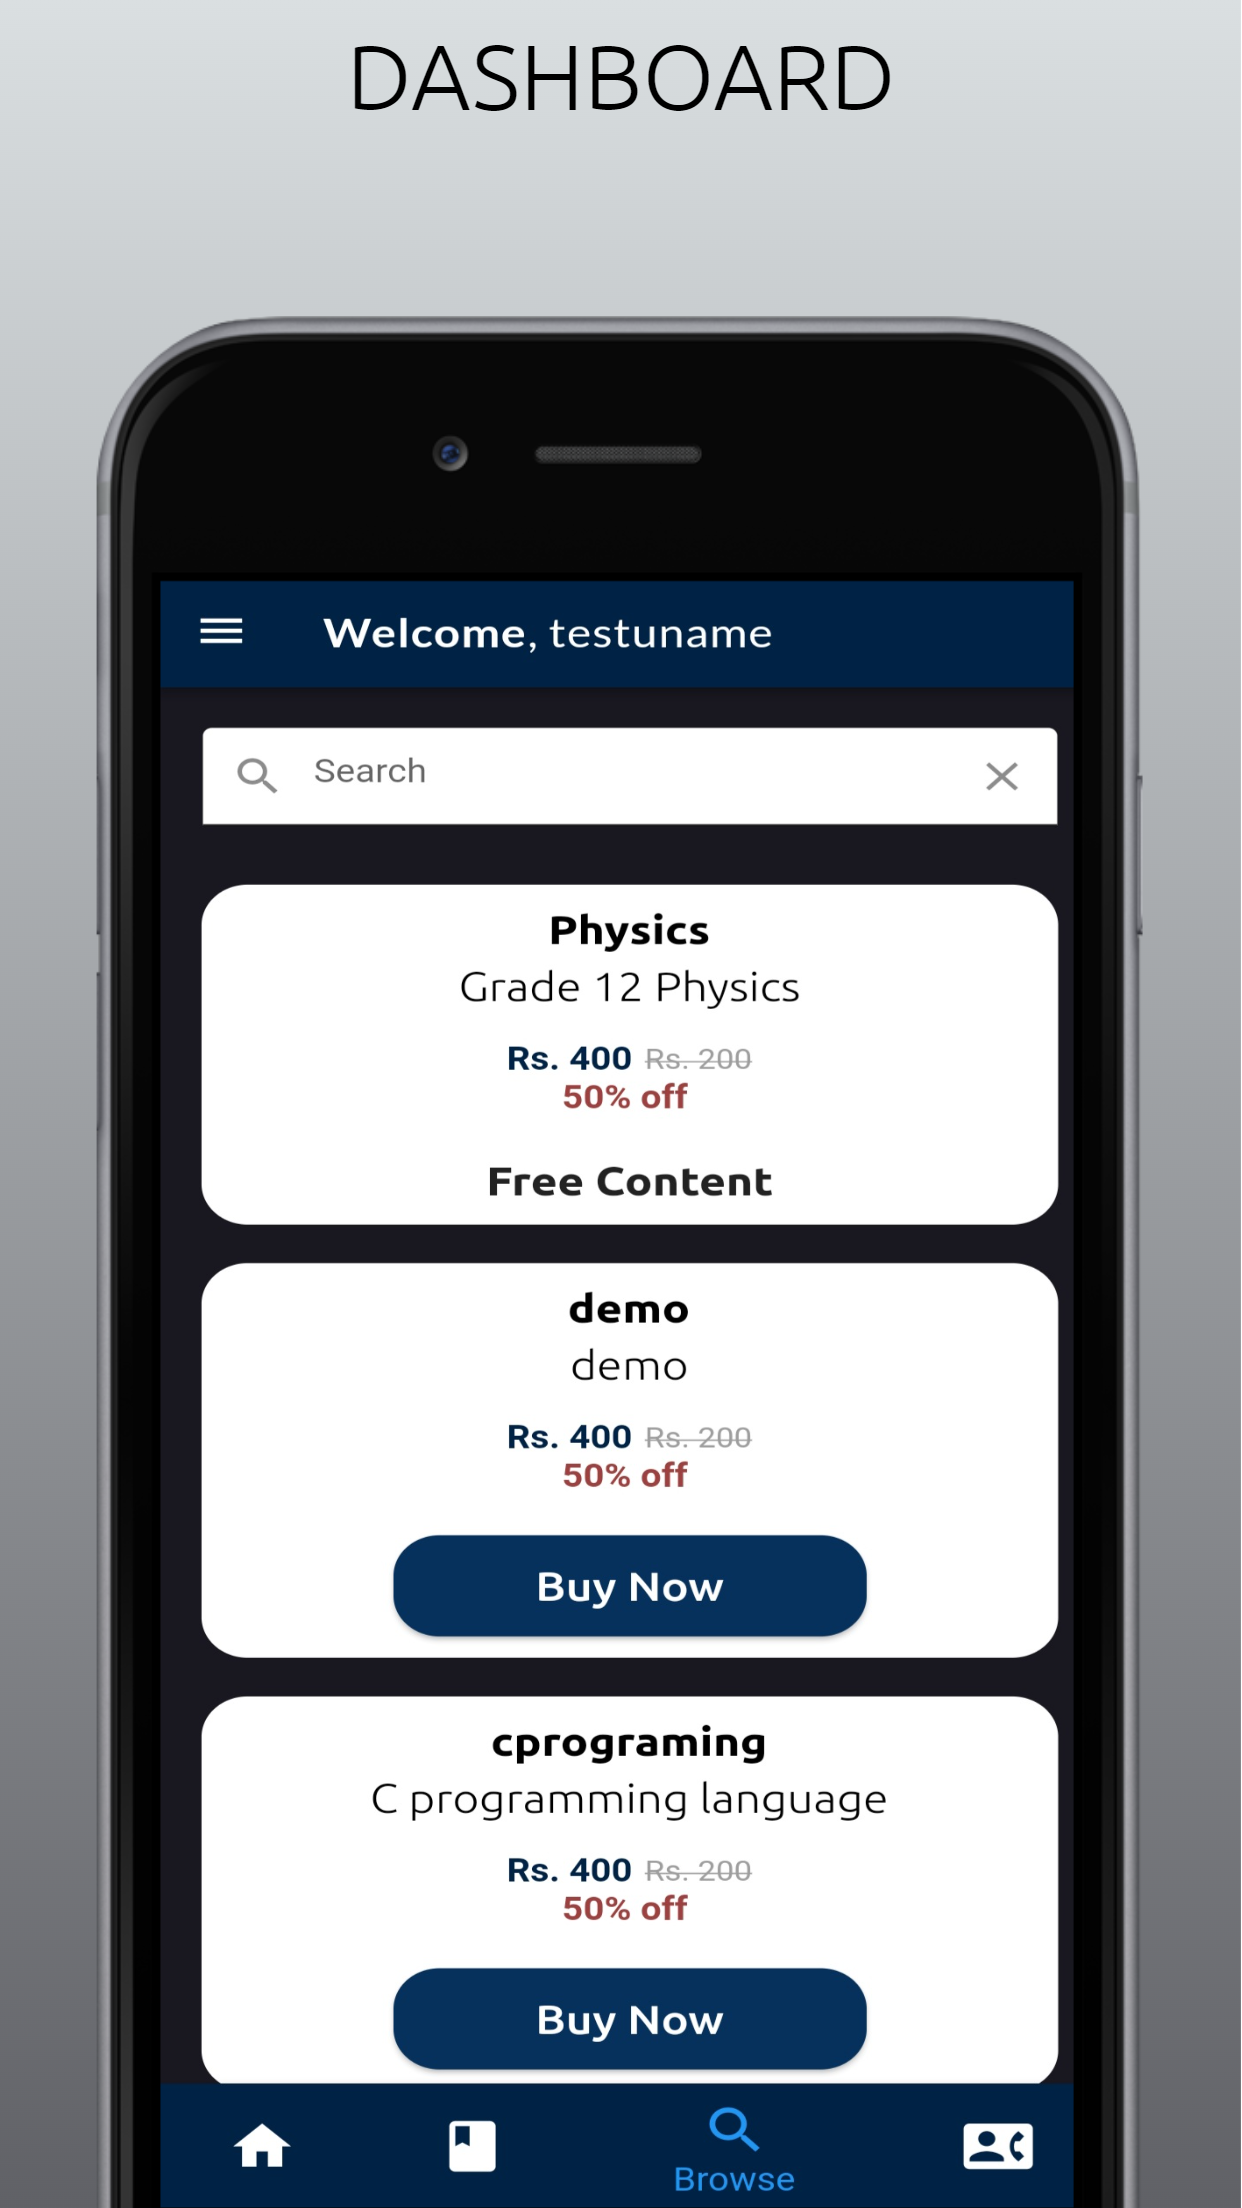 DASHBOARD
Welcome, testuname
Search
Physics
Grade 12 Physics
Rs. 400 Rs. 200
50% off
Free Content
demo
demo
Rs. 400 Rs. 200
50% off
Buy Now
cprograming
C programming language
Rs. 400 Rs. 200
50% off
Buy Now
Browse